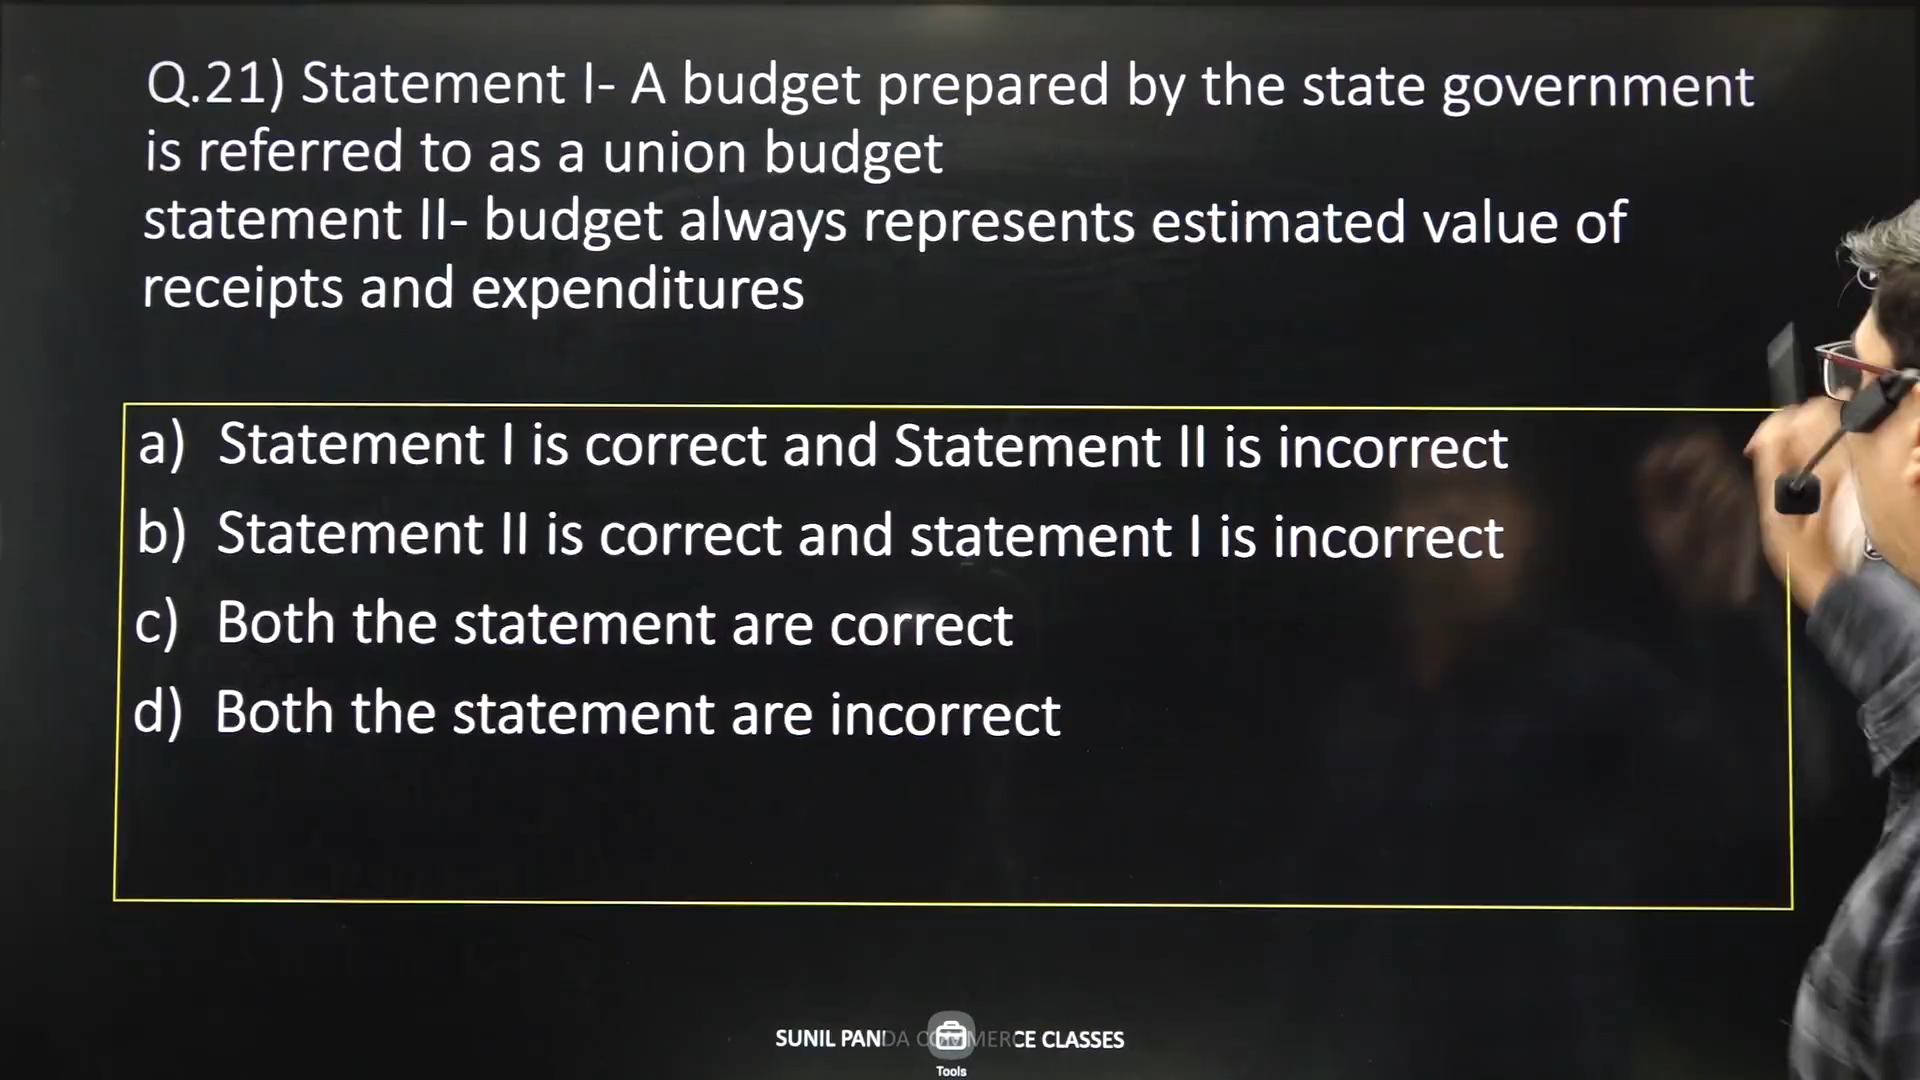 Q.21) Statement I- A budget prepared by the state government
is referred to as a union budget
statement II- budget always represents estimated value of
receipts and expenditures
a) Statement I is correct and Statement II is incorrect
b) Statement II is correct and statement I is incorrect
c) Both the statement are correct
d) Both the statement are incorrect
SUNIL PANDA COMMERCE CLASSES
Tools